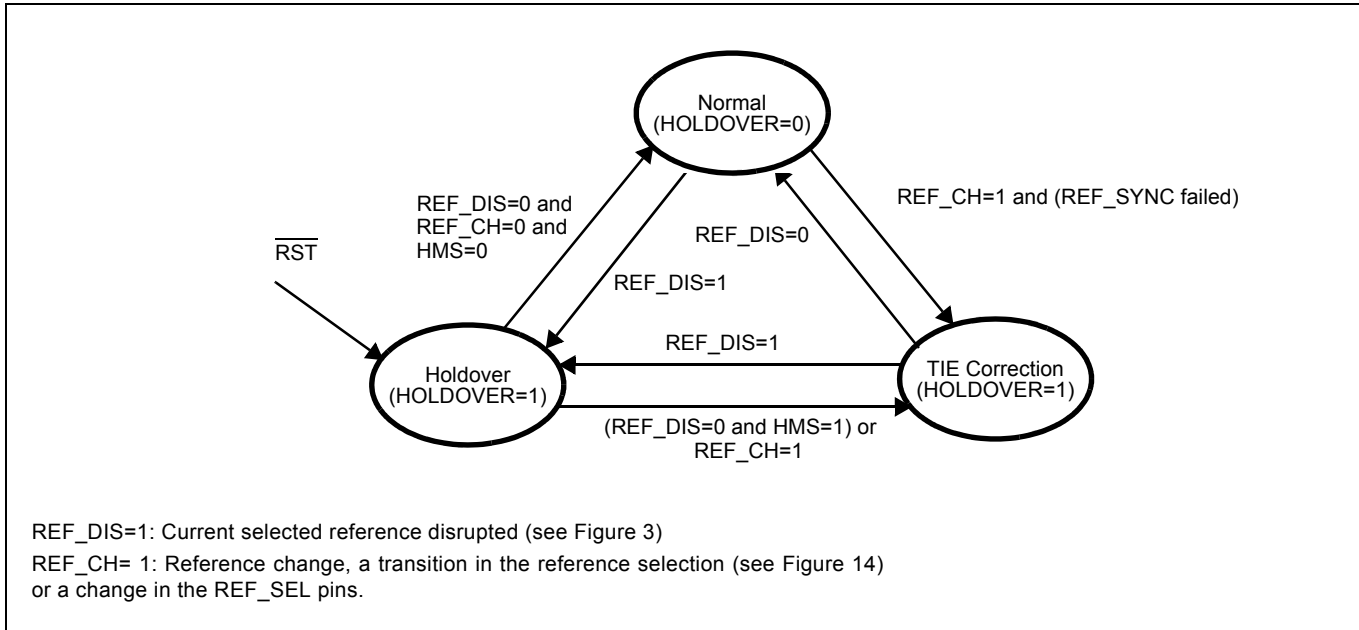 Normal
(HOLDOVER=0)
REF_DIS=0 and
REF_CH=0 and
HMS=0
REF_CH=1 and (REF_SYNC failed)
REF_DIS=0
RST
REF_DIS=1
REF_DIS=1
Holdover
(HOLDOVER=1)
TIE Correction
(HOLDOVER=1)
(REF_DIS=0 and HMS=1) or
REF_CH=1
REF_DIS=1: Current selected reference disrupted (see Figure 3)
REF_CH= 1: Reference change, a transition in the reference selection (see Figure 14)
or a change in the REF_SEL pins.